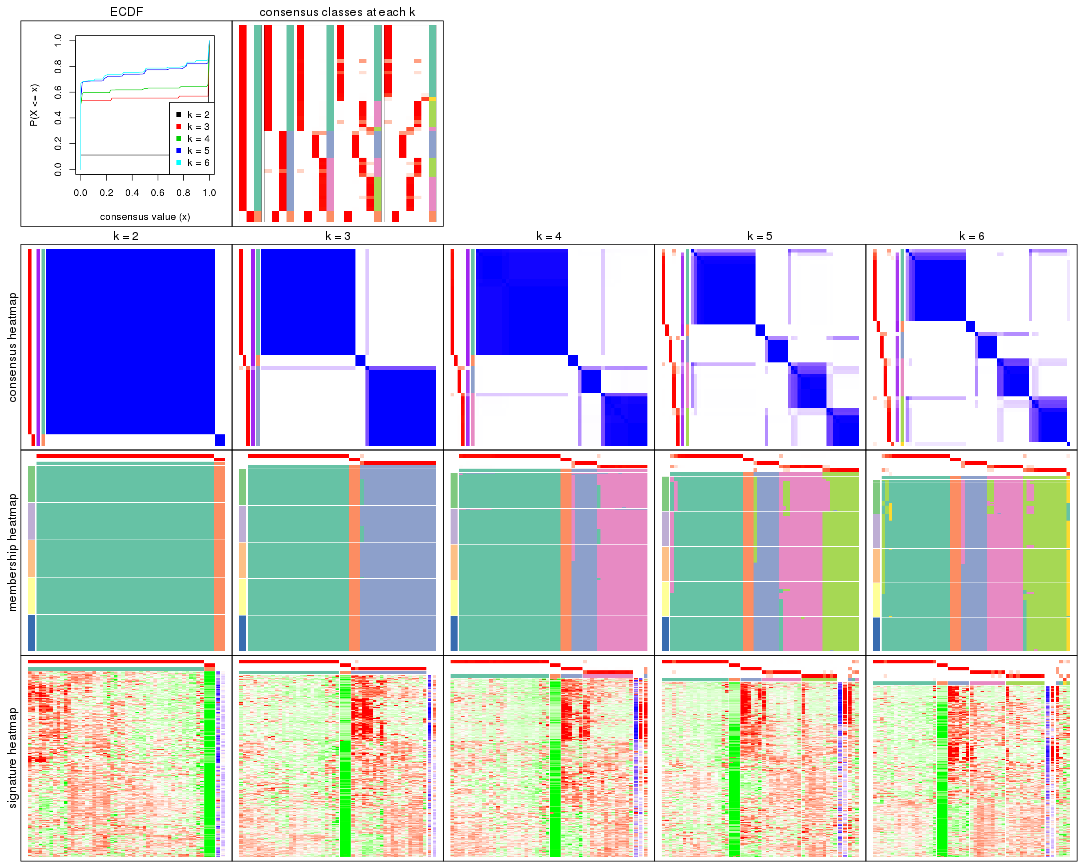 ECDF
consensus classes at each k
P(X <= x)
1.0
0.8
0.6
0.4
0.2
0.0
k = 2
k = 3
k = 4
k = 5
k = 6
0.0 0.2 0.4 0.6 0.8 1.0
consensus value (x)
k = 2
k = 3
k = 4
k = 5
k = 6
consensus heatmap
membership heatmap
signature heatmap